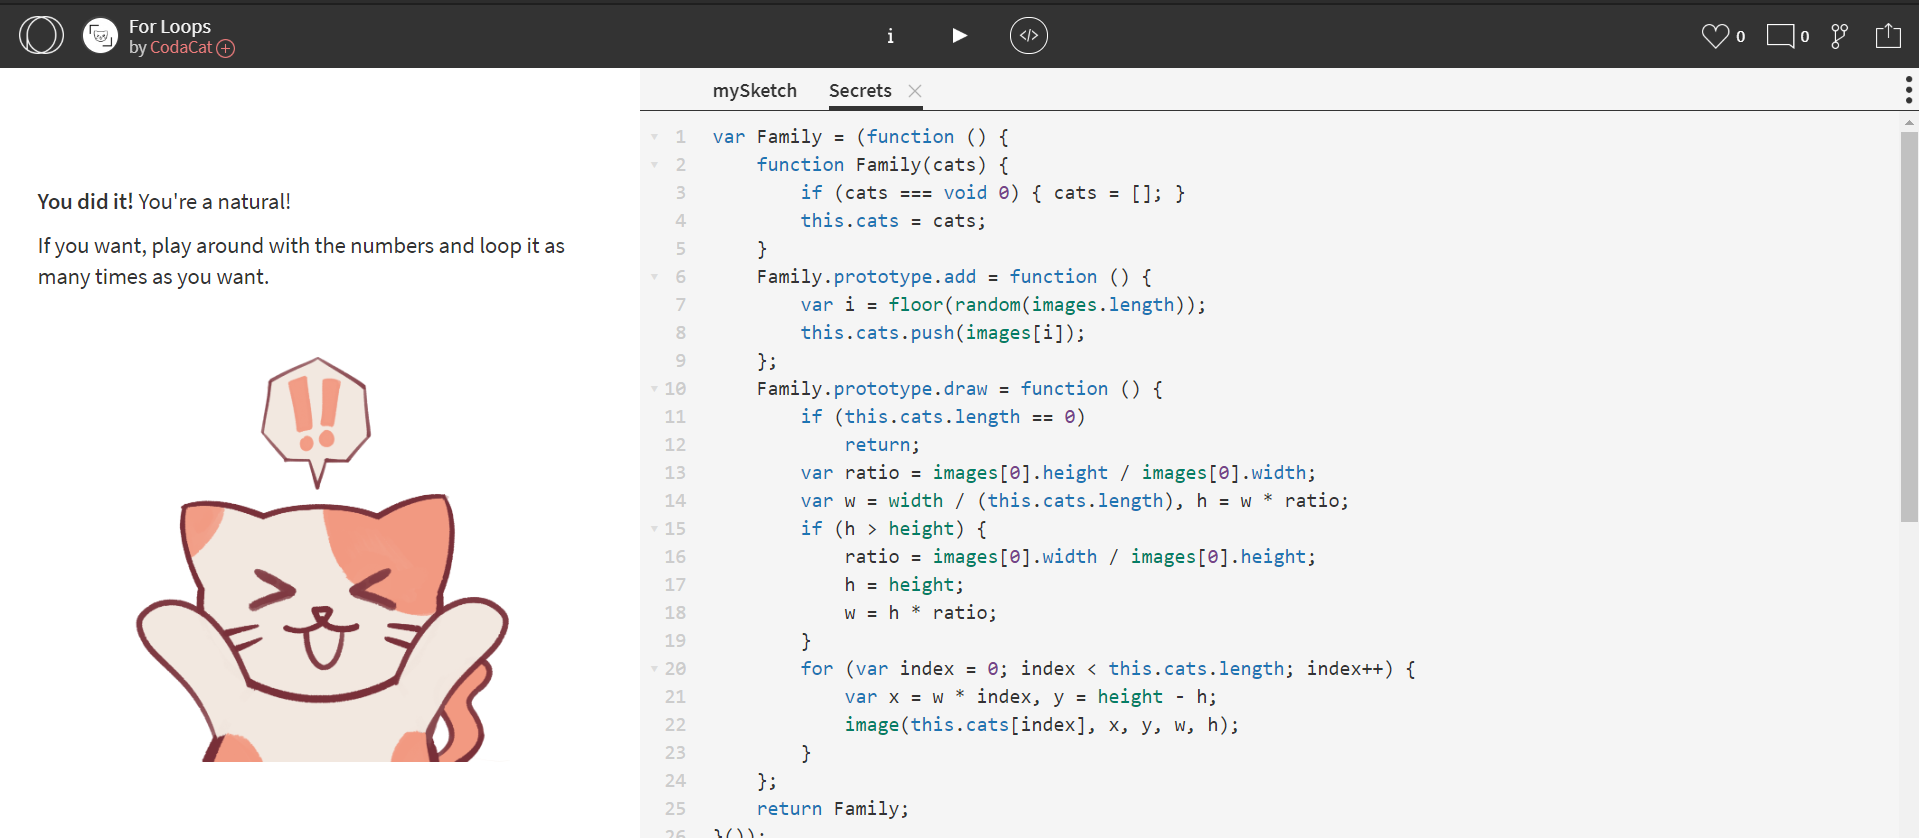 For Loops
by CodaCat
i
</>
0
0
mySketch
Secrets
You did it! You're a natural!
If you want, play around with the numbers and loop it as
many times as you want.
!!
1 var Family = (function () {
2     function Family(cats) {
3         if (cats === void 0) { cats = []; }
4         this.cats = cats;
5     }
6     Family.prototype.add = function () {
7         var i = floor(random(images.length));
8         this.cats.push(images[i]);
9     };
10     Family.prototype.draw = function () {
11         if (this.cats.length == 0)
12             return;
13         var ratio = images[0].height / images[0].width;
14         var w = width / (this.cats.length), h = w * ratio;
15         if (h > height) {
16             ratio = images[0].width / images[0].height;
17             h = height;
18             w = h * ratio;
19         }
20         for (var index = 0; index < this.cats.length; index++) {
21             var x = w * index, y = height - h;
22             image(this.cats[index], x, y, w, h);
23         }
24     };
25     return Family;
26 }());